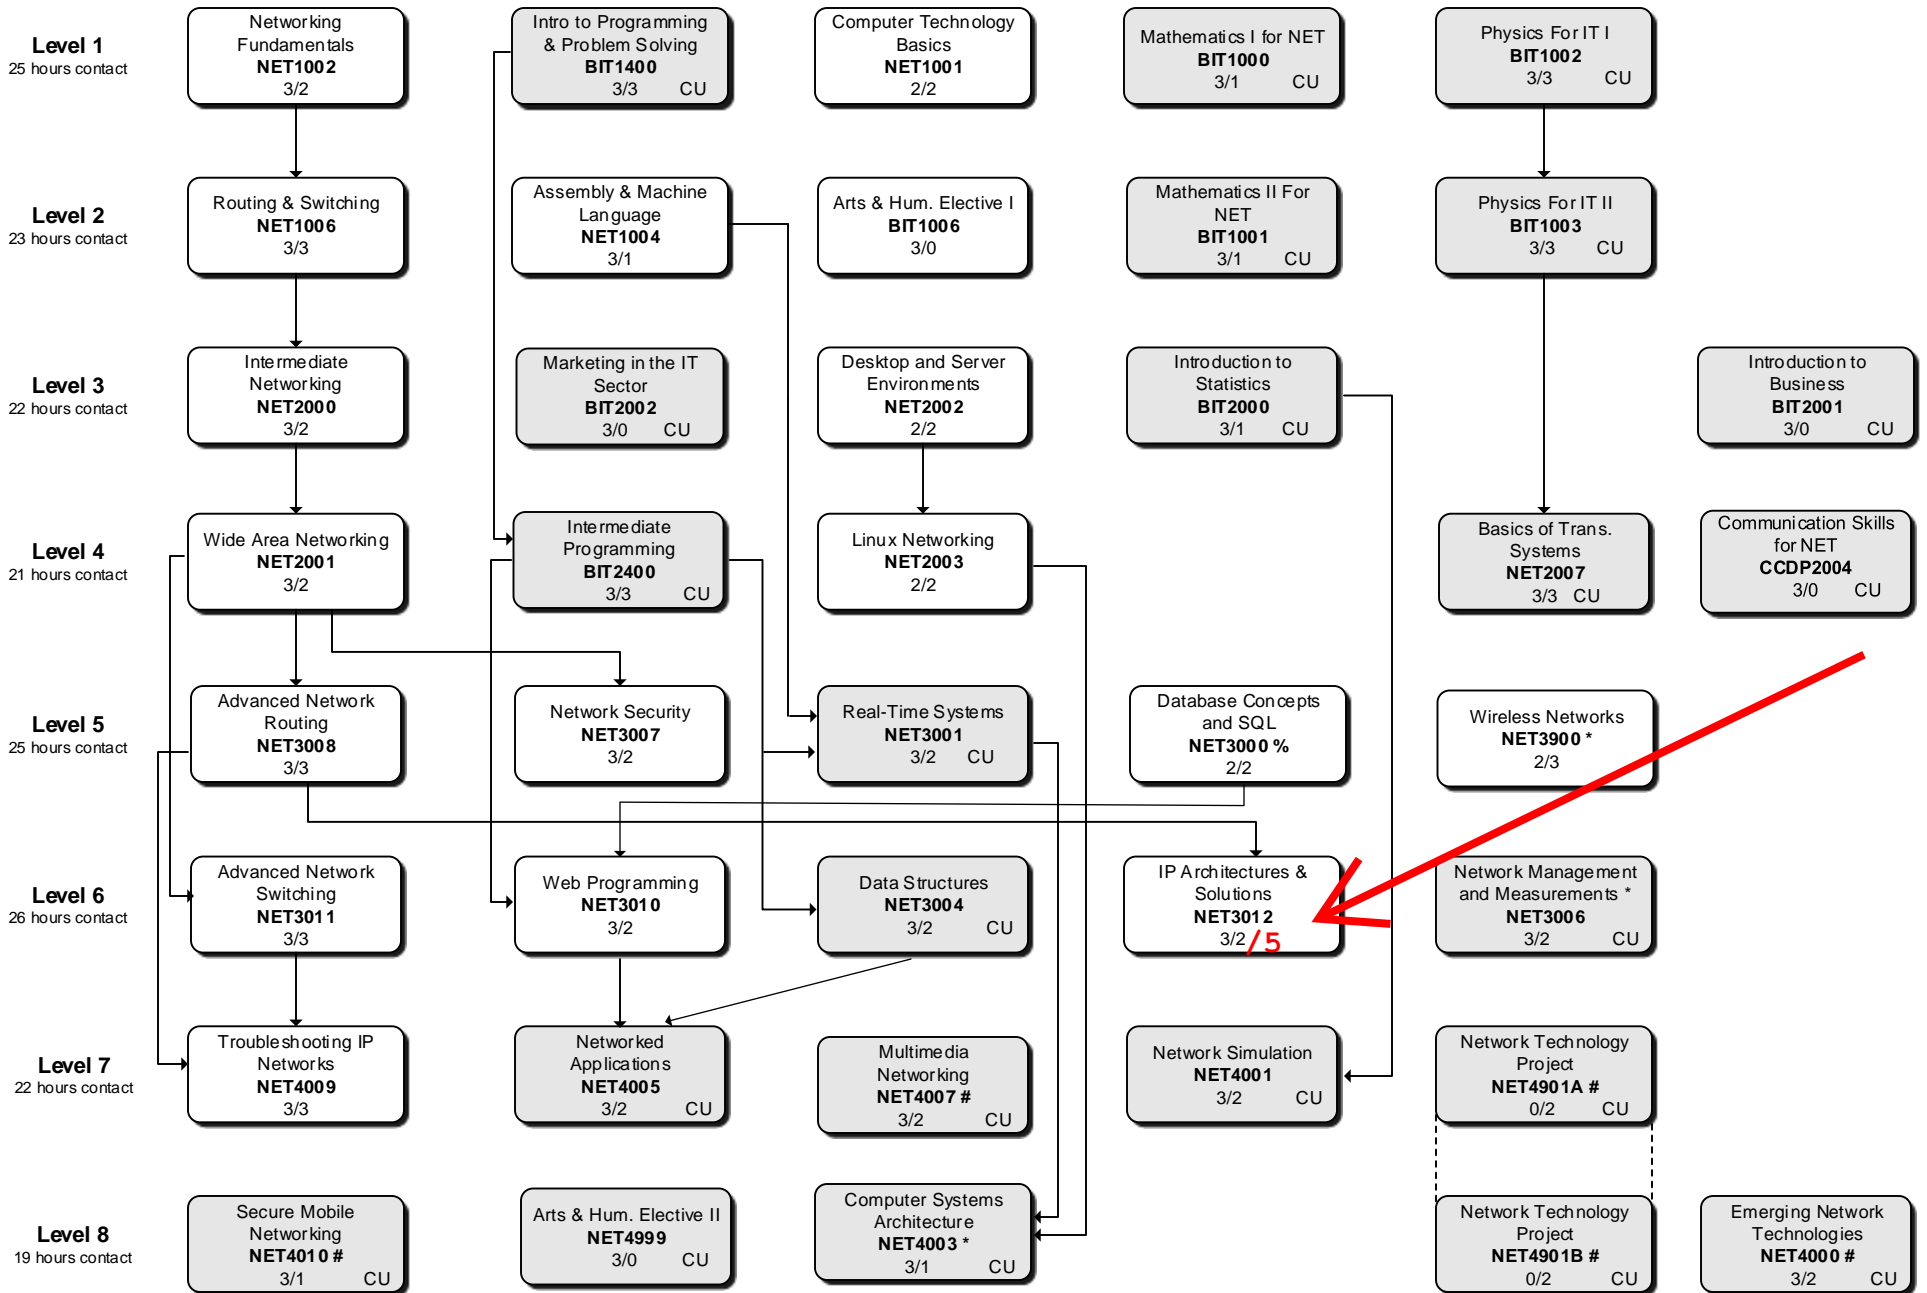 Level 1
25 hours contact
Networking
Fundamentals
NET1002
3/2
Intro to Programming
& Problem Solving
BIT1400
3/3 CU
Computer Technology
Basics
NET1001
2/2
Mathematics I for NET
BIT1000
3/1 CU
Physics For IT I
BIT1002
3/3 CU
Level 2
23 hours contact
Routing & Switching
NET1006
3/3
Assembly & Machine
Language
NET1004
3/1
Arts & Hum. Elective I
BIT1006
3/0
Mathematics II For
NET
BIT1001
3/1 CU
Physics For IT II
BIT1003
3/3 CU
Level 3
22 hours contact
Intermediate
Networking
NET2000
3/2
Marketing in the IT
Sector
BIT2002
3/0 CU
Desktop and Server
Environments
NET2002
2/2
Introduction to
Statistics
BIT2000
3/1 CU
Introduction to
Business
BIT2001
3/0 CU
Level 4
21 hours contact
Wide Area Networking
NET2001
3/2
Intermediate
Programming
BIT2400
3/3 CU
Linux Networking
NET2003
2/2
Basics of Trans.
Systems
NET2007
3/3 CU
Communication Skills
for NET
CCDP2004
3/0 CU
Level 5
25 hours contact
Advanced Network
Routing
NET3008
3/3
Network Security
NET3007
3/2
Real-Time Systems
NET3001
3/2 CU
Database Concepts
and SQL
NET3000 %
2/2
Wireless Networks
NET3900 *
2/3
Level 6
26 hours contact
Advanced Network
Switching
NET3011
3/3
Web Programming
NET3010
3/2
Data Structures
NET3004
3/2 CU
IP Architectures &
Solutions
NET3012
3/2 /5
Network Management
and Measurements *
NET3006
3/2 CU
Level 7
22 hours contact
Troubleshooting IP
Networks
NET4009
3/3
Networked
Applications
NET4005
3/2 CU
Multimedia
Networking
NET4007 #
3/2 CU
Network Simulation
NET4001
3/2 CU
Network Technology
Project
NET4901A #
0/2 CU
Level 8
19 hours contact
Secure Mobile
Networking
NET4010 #
3/1 CU
Arts & Hum. Elective II
NET4999
3/0 CU
Computer Systems
Architecture
NET4003 *
3/1 CU
Network Technology
Project
NET4901B #
0/2 CU
Emerging Network
Technologies
NET4000 #
3/2 CU